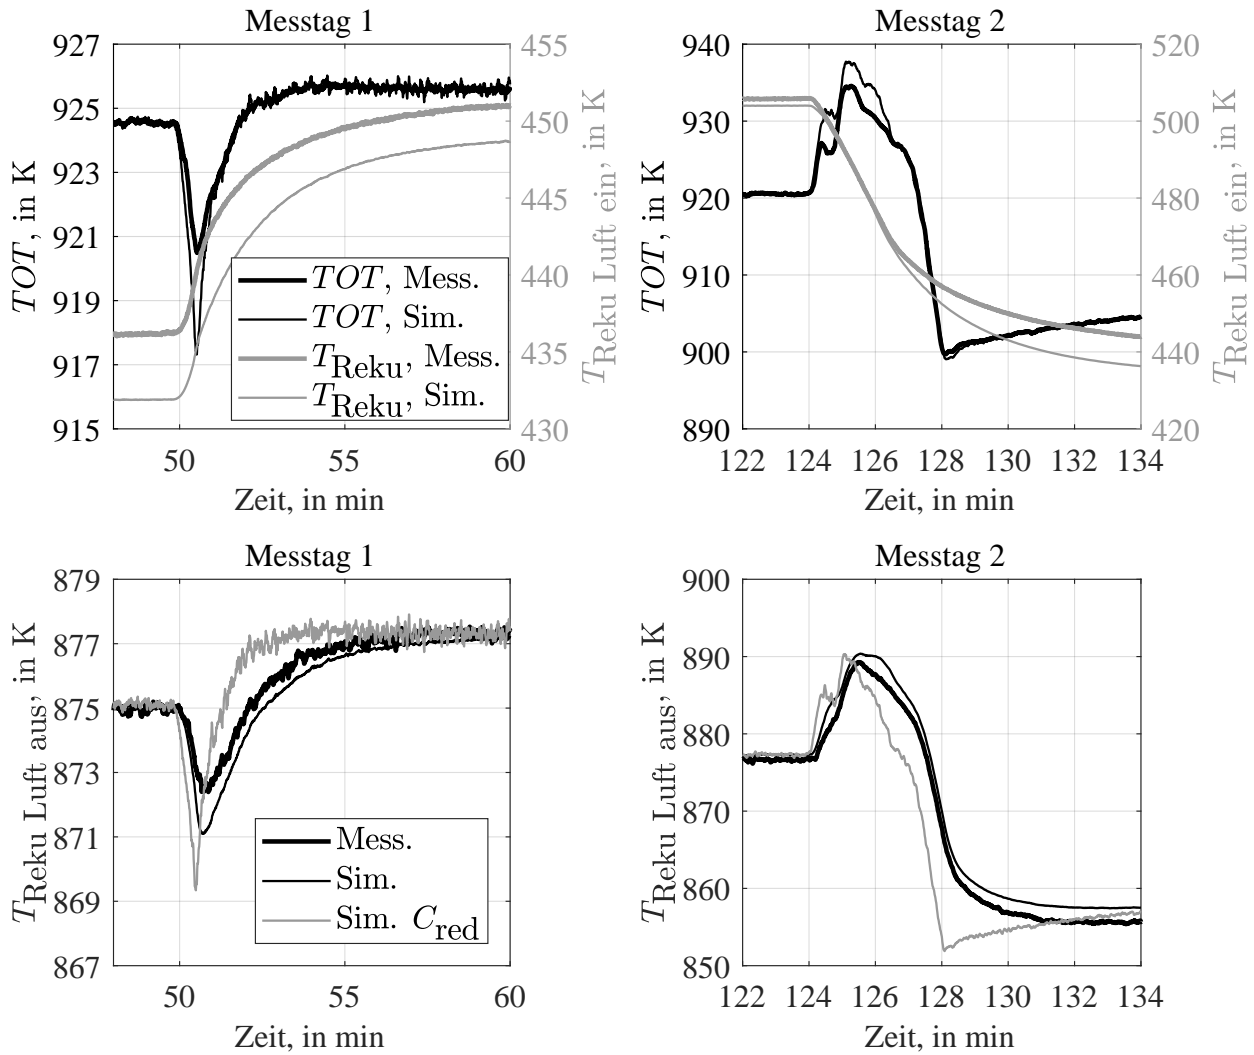 Messtag 1
927
925
923
921
919
917
915
TOT, in K
455
450
445
440
435
430
T_Reku Luft ein, in K
TOT, Mess.
TOT, Sim.
T_Reku, Mess.
T_Reku, Sim.
50
55
60
Zeit, in min
Messtag 2
940
930
920
910
900
890
TOT, in K
520
500
480
460
440
420
T_Reku Luft ein, in K
122 124 126 128 130 132 134
Zeit, in min
Messtag 1
879
877
875
873
871
869
867
T_Reku Luft aus, in K
Mess.
Sim.
Sim. C_red
50
55
60
Zeit, in min
Messtag 2
900
890
880
870
860
850
T_Reku Luft aus, in K
122 124 126 128 130 132 134
Zeit, in min